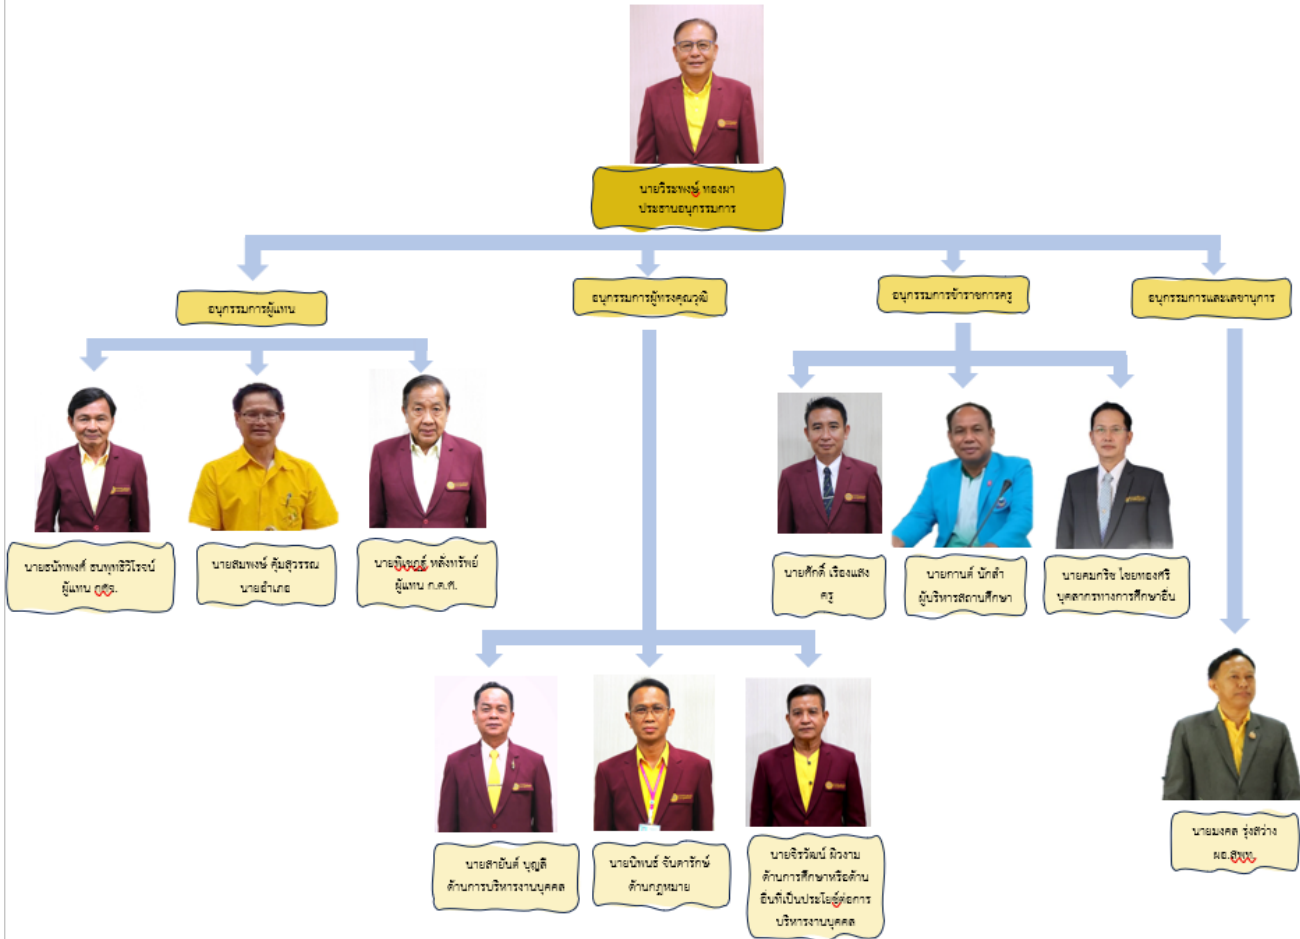 นายวีระพงษ์ ทองผา
ประธานอนุกรรมการ
อนุกรรมการผู้แทน
อนุกรรมการผู้ทรงคุณวุฒิ
อนุกรรมการข้าราชการครู
อนุกรรมการและเลขานุการ
นายธนัทพงศ์ ธนพุทธิวิโรจน์
ผู้แทน กศจ.
นายสมพงษ์ คุ้มสุวรรณ
นายอำเภอ
นายพิเชฏฐ์ หลั่งทรัพย์
ผู้แทน ก.ค.ศ.
นายศักดิ์ เรืองแสง
ครู
นายกานต์ นักลำ
ผู้บริหารสถานศึกษา
นายคมกริช ไชยทองศรี
บุคลากรทางการศึกษาอื่น
นายสายันต์ บุญลี
ด้านการบริหารงานบุคคล
นายนิพนธ์ จันดารักษ์
ด้านกฎหมาย
นายจิรวัฒน์ ผิวงาม
ด้านการศึกษาหรือด้าน
อื่นที่เป็นประโยช์ต่อการ
บริหารงานบุคคล
นายมงคล รุ่งสว่าง
ผอ.สพท.